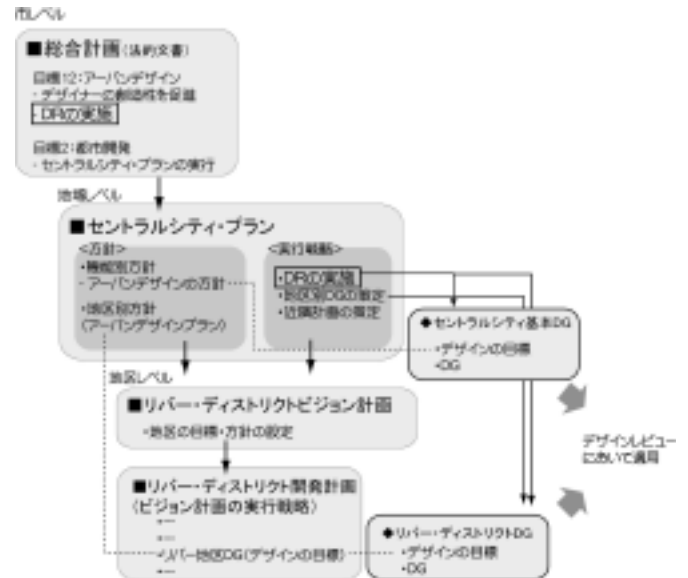 市レベル
■総合計画(法的文書)
目標12:アーバンデザイン
・デザイナーの創造性を促進
・DRの実施
目標2:都市開発
・セントラルシティ・プランの実行
地域レベル
■セントラルシティ・プラン
<方針>
・機能別方針
・アーバンデザインの方針
・地区別方針
(アーバンデザインプラン)
<実行戦略>
・DRの実施
・地区別DGの策定
・近隣計画の策定
◆セントラルシティ基本DG
・デザインの目標
・DG
地区レベル
■リバー・ディストリクトビジョン計画
・地区の目標・方針の設定
デザインレビュー
において適用
■リバー・ディストリクト開発計画
(ビジョン計画の実行戦略)
・…
・…
・リバー地区DG(デザインの目標)
・…
◆リバー・ディストリクトDG
・デザインの目標
・DG